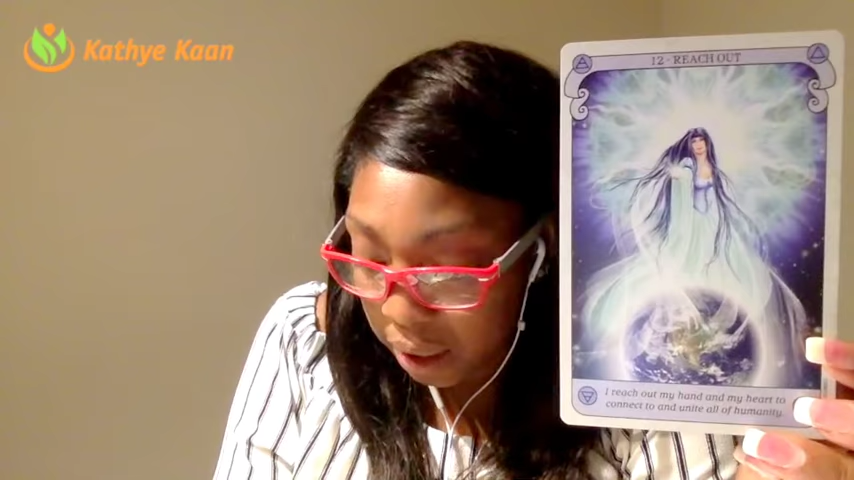 Kathye Kaan
12 - REACH OUT
I reach out my hand and my heart to
connect to and unite all of humanity.